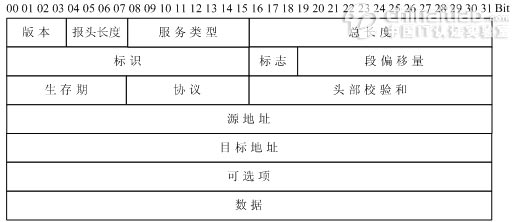 00 01 02 03 04 05 06 07 08 09 10 11 12 13 14 15 16 17 18 19 20 21 22 23 24 25 26 27 28 29 30 31 Bit
版本 报头长度 服务类型 总长度
标识 标志 段偏移量
生存期 协议 头部校验和
源地址
目标地址
可选项
数据